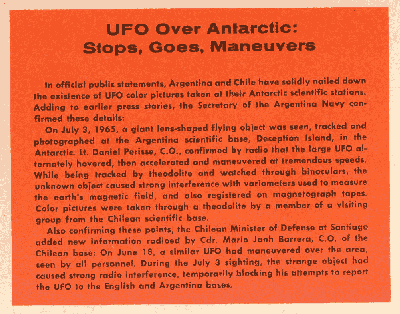 UFO Over Antarctic:
Stops, Goes, Maneuvers
In official public statements, Argentina and Chile have solidly nailed down
the existence of UFO color pictures taken at their Antarctic scientific stations.
Adding to earlier press stories, the Secretary of the Argentina Navy con-
firmed these details:
On July 3, 1965, a giant lens-shaped flying object was seen, tracked and
photographed at the Argentina scientific base, Deception Island, in the
Antarctic. Lt. Daniel Perisse, C.O., confirmed by radio that the large UFO al-
ternately hovered, then accelerated and maneuvered at tremendous speeds.
While being tracked by theodolite and watched through binoculars, the
unknown object caused strong interference with variometers used to measure
the earth's magnetic field, and also registered on magnetograph tapes.
Color pictures were taken through a theodolite by a member of a visiting
group from the Chilean scientific base.
Also confirming these points, the Chilean Minister of Defense at Santiago
added new information radioed by Cdr. Mario Janh Barrera, C.O. of the
Chilean base: On June 18, a similar UFO had maneuvered over the area,
seen by all personnel. During the July 3 sighting, the strange object had
caused strong radio interference, temporarily blocking his attempts to report
the UFO to the English and Argentina bases.